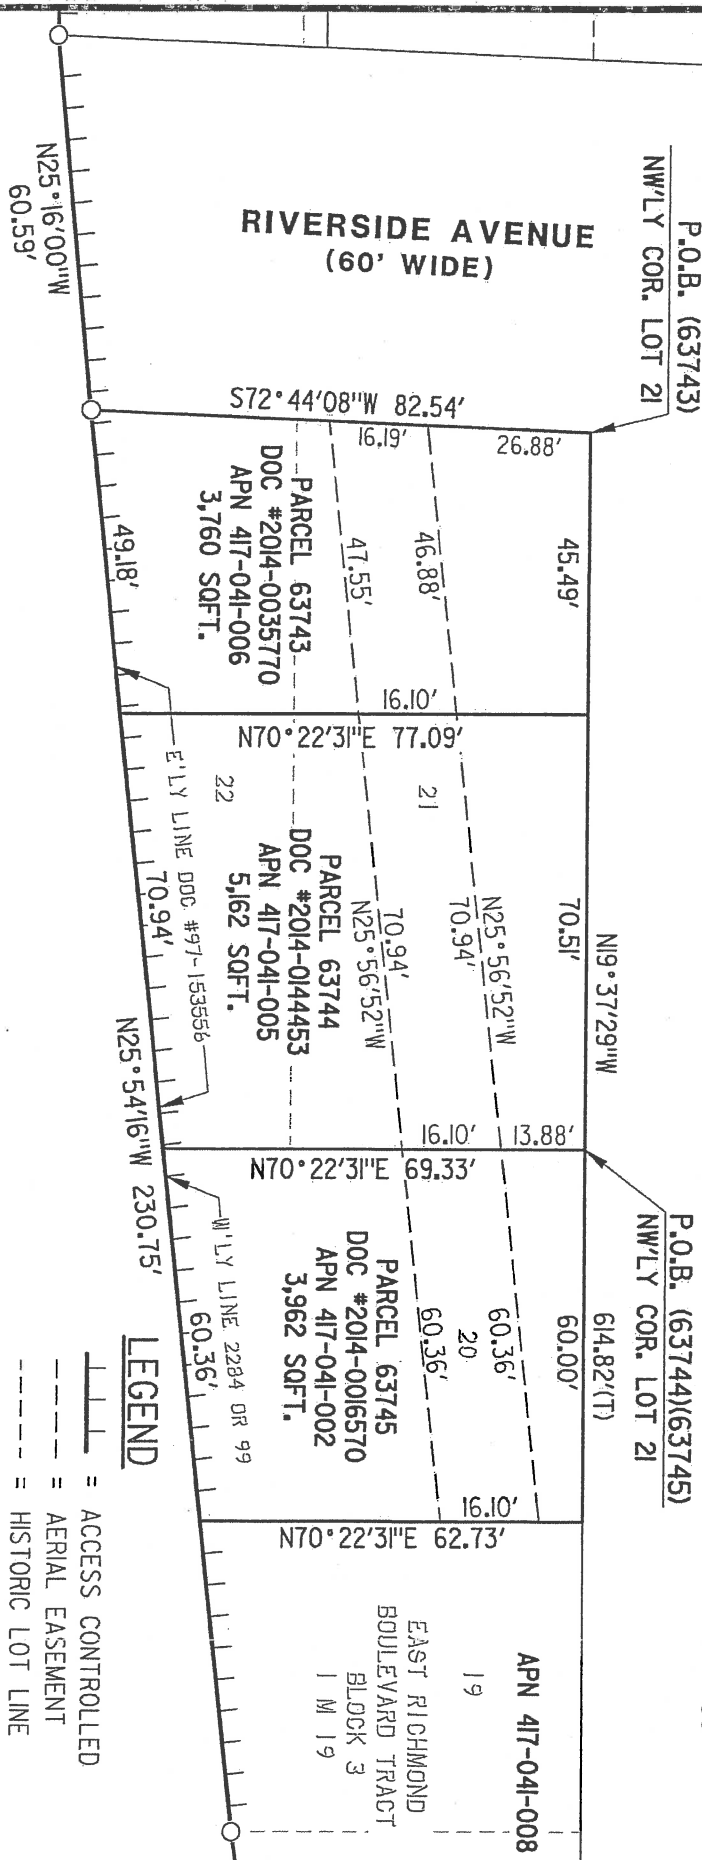 P.O.B. (63743)
NW'LY COR. LOT 21
RIVERSIDE AVENUE
(60' WIDE)
N25°16'00"W
60.59'
S72°44'08"W 82.54'
16.19'
26.88'
45.49'
46.88'
47.55'
49.18'
PARCEL 63743
DOC #2014-0035770
APN 417-041-006
3,760 SQFT.
16.10'
N70°22'31"E 77.09'
22
21
E'LY LINE DOC #97-153556
70.94'
PARCEL 63744
DOC #2014-0144453
APN 417-041-005
5,162 SQFT.
70.94'
N25°56'52"W
N25°56'52"W
70.94'
70.51'
N19°37'29"W
N25°54'16"W 230.75'
16.10'
13.88'
N70°22'31"E 69.33'
P.O.B. (63744)(63745)
NW'LY COR. LOT 21
614.82'(T)
W'LY LINE 2284 OR 99
60.36'
PARCEL 63745
DOC #2014-0016570
APN 417-041-002
3,962 SQFT.
60.36'
20
60.36'
60.00'
16.10'
N70°22'31"E 62.73'
APN 417-041-008
19
EAST RICHMOND
BOULEVARD TRACT
BLOCK 3
1 M 19
LEGEND
= ACCESS CONTROLLED
= AERIAL EASEMENT
= HISTORIC LOT LINE